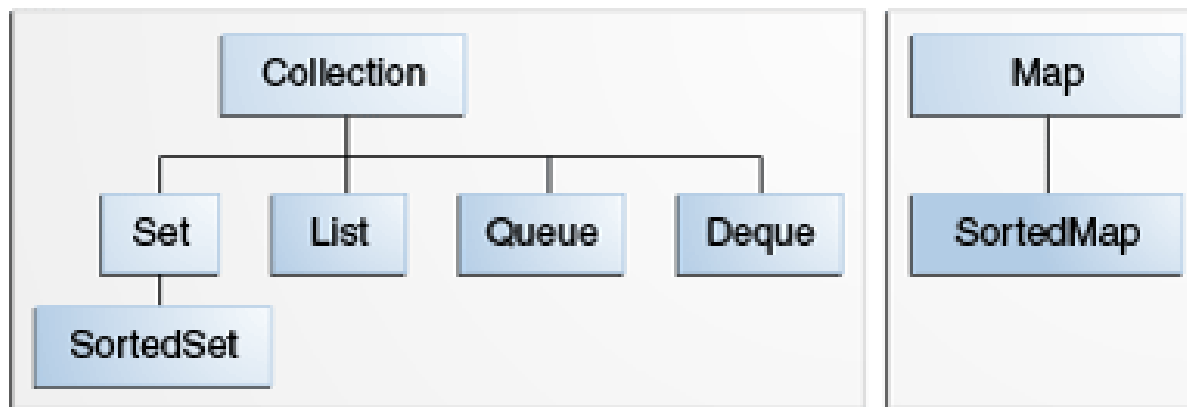 Collection
Map
Set
List
Queue
Deque
SortedMap
SortedSet